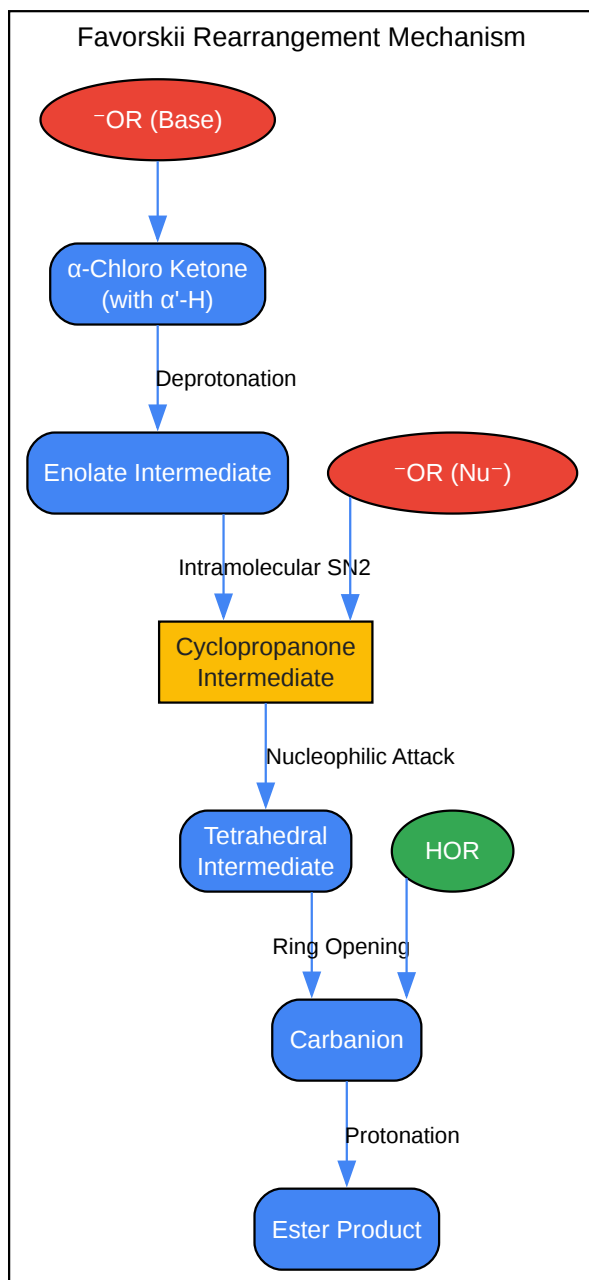 Favorskii Rearrangement Mechanism
⁻OR (Base)
α-Chloro Ketone
(with α'-H)
Deprotonation
Enolate Intermediate
⁻OR (Nu⁻)
Intramolecular SN2
Cyclopropanone
Intermediate
Nucleophilic Attack
Tetrahedral
Intermediate
HOR
Ring Opening
Carbanion
Protonation
Ester Product